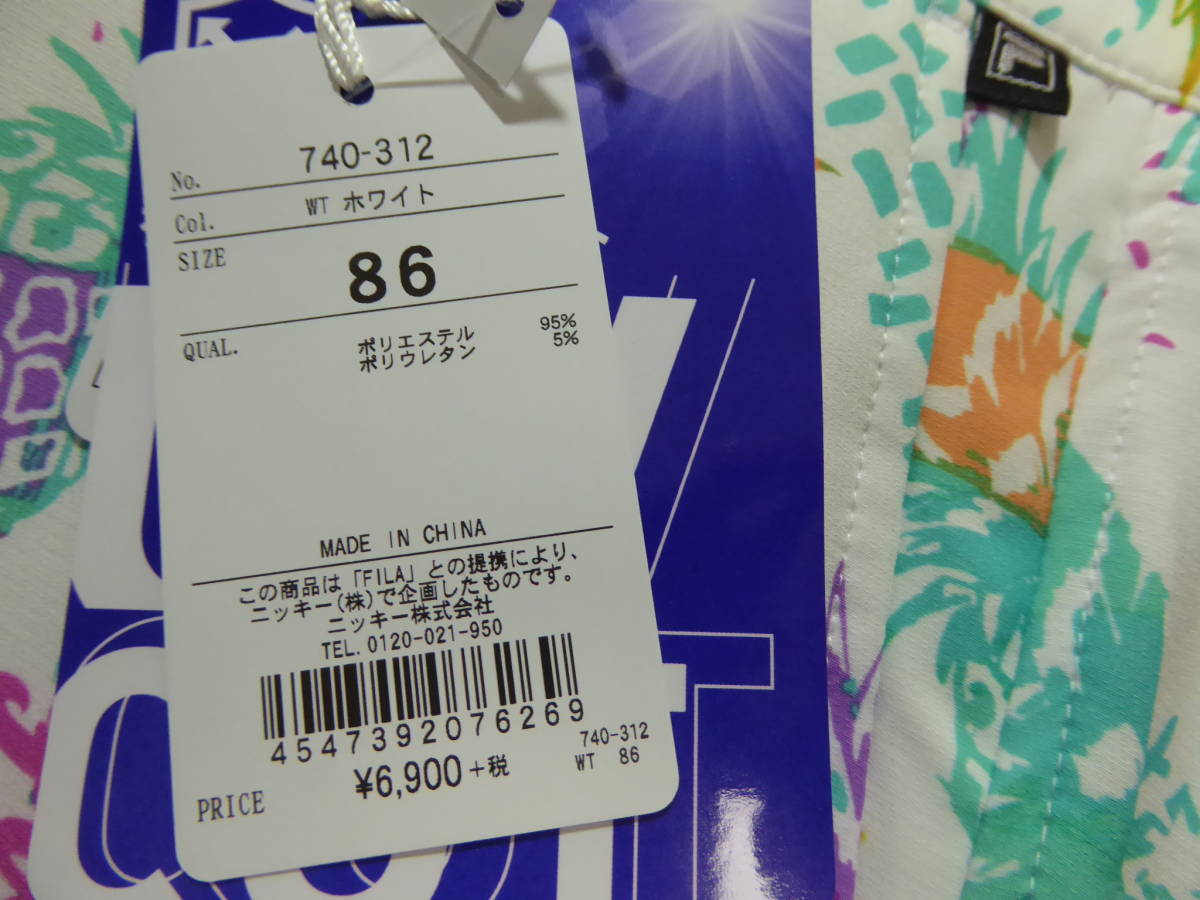 No. 740-312
Col. WT ホワイト
SIZE 86
QUAL. ポリエステル 95%
ポリウレタン 5%
MADE IN CHINA
この商品は「FILA」との提携により、
ニッキー(株)で企画したものです。
ニッキー株式会社
TEL. 0120-021-950
4547392076269
740-312
PRICE ¥6,900+税 WT 86